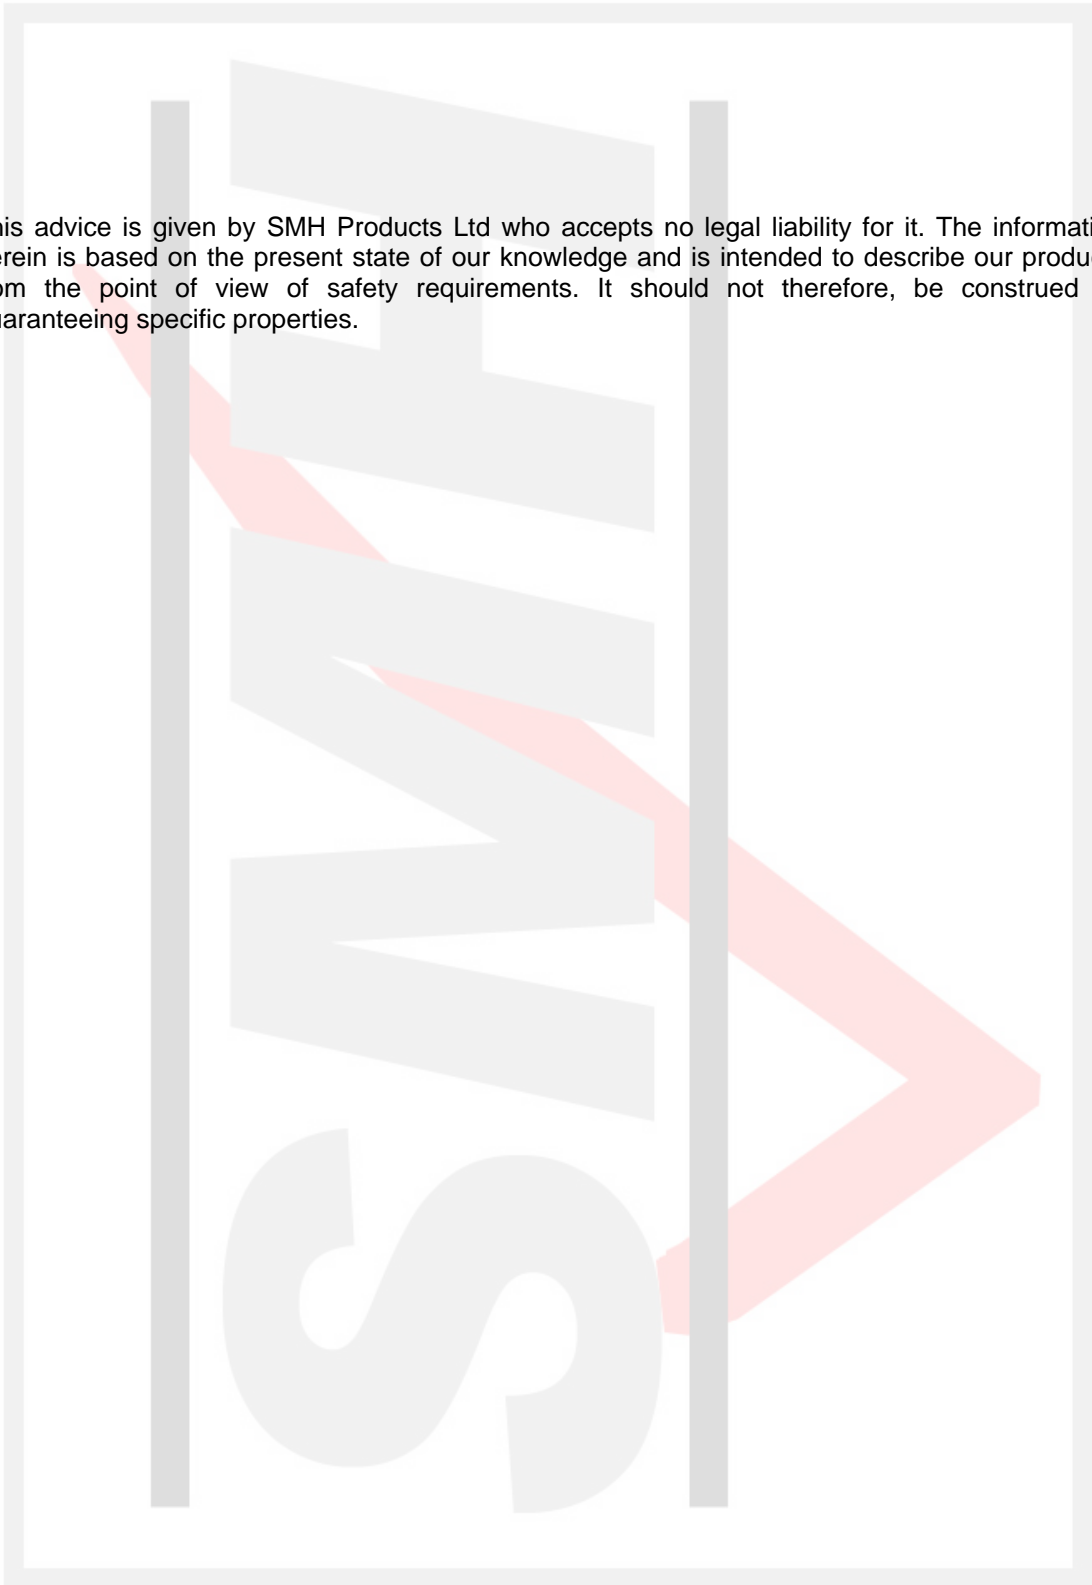 his advice is given by SMH Products Ltd who accepts no legal liability for it. The informati
erein is based on the present state of our knowledge and is intended to describe our produc
om the point of view of safety requirements. It should not therefore, be construed
uaranteeing specific properties.
SMH